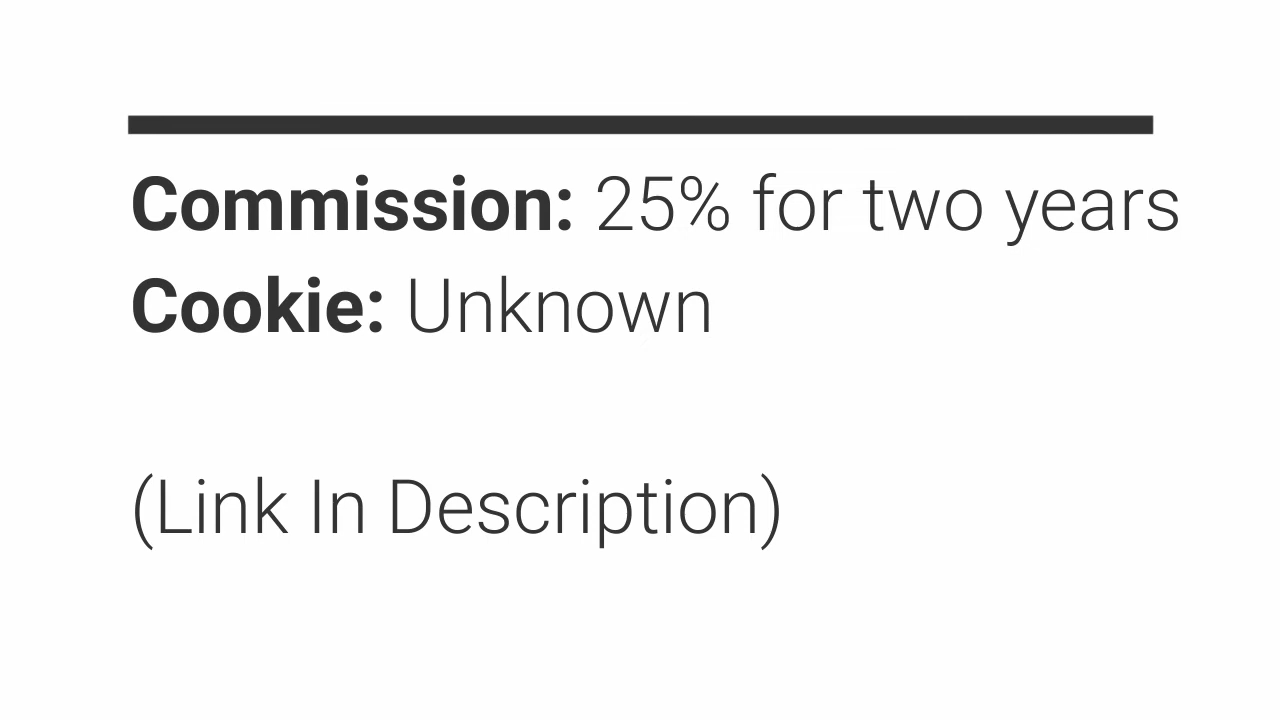 Commission: 25% for two years
Cookie: Unknown
(Link In Description)